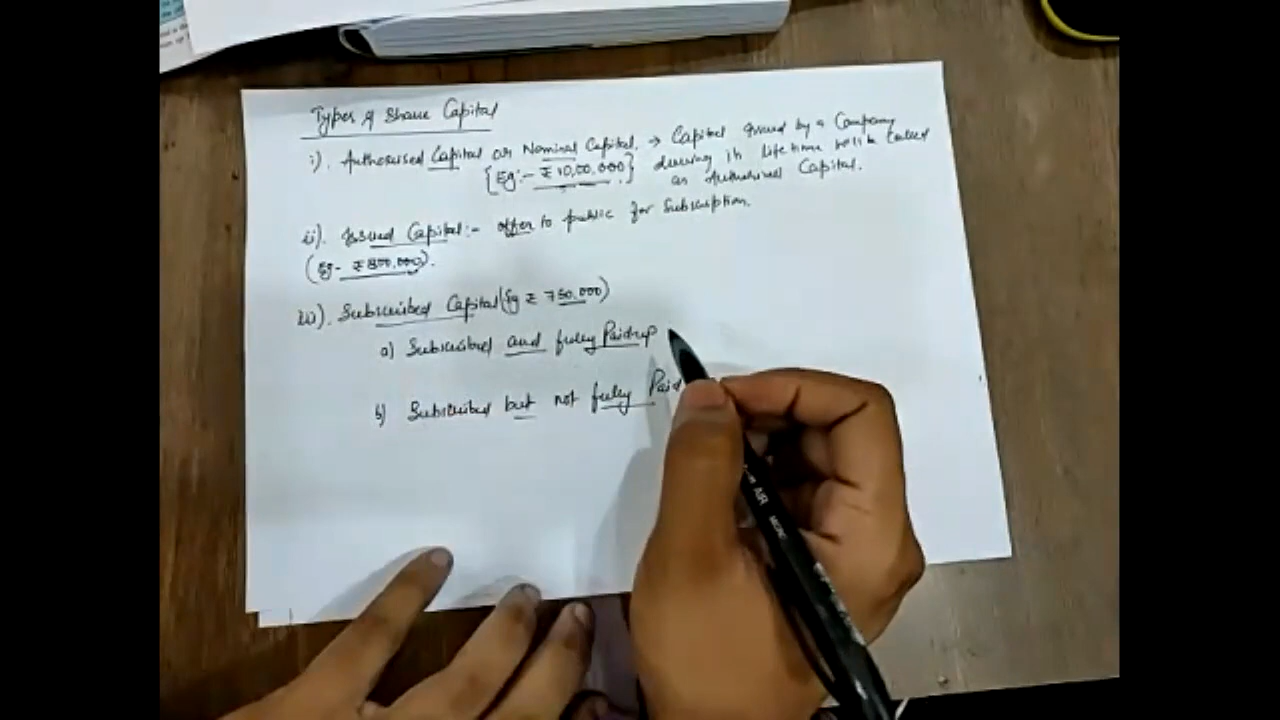 Types of Share Capital
i). Authorised Capital or Nominal Capital. → Capital issued by a Company
[Eg:- ₹ 10,00,000] during its life time will be called
as Authorised Capital.
ii). Issued Capital:- offer to public for Subscription.
(Eg- ₹ 800,000).
iii). Subscribed Capital (Eg ₹ 750,000)
a) Subscribed and fully Paidup
b) Subscribed but not fully Paid
AIR